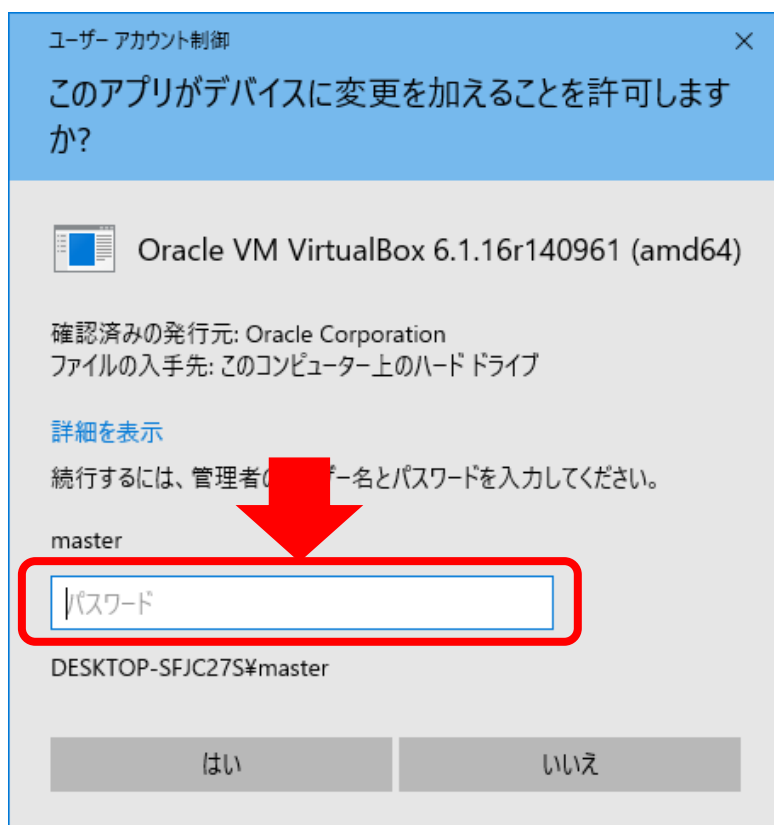 ユーザー アカウント制御
このアプリがデバイスに変更を加えることを許可します
か?
Oracle VM VirtualBox 6.1.16r140961 (amd64)
確認済みの発行元: Oracle Corporation
ファイルの入手先: このコンピューター上のハード ドライブ
詳細を表示
続行するには、管理者の ー名とパスワードを入力してください。
master
パスワード
DESKTOP-SFJC27S¥master
はい
いいえ